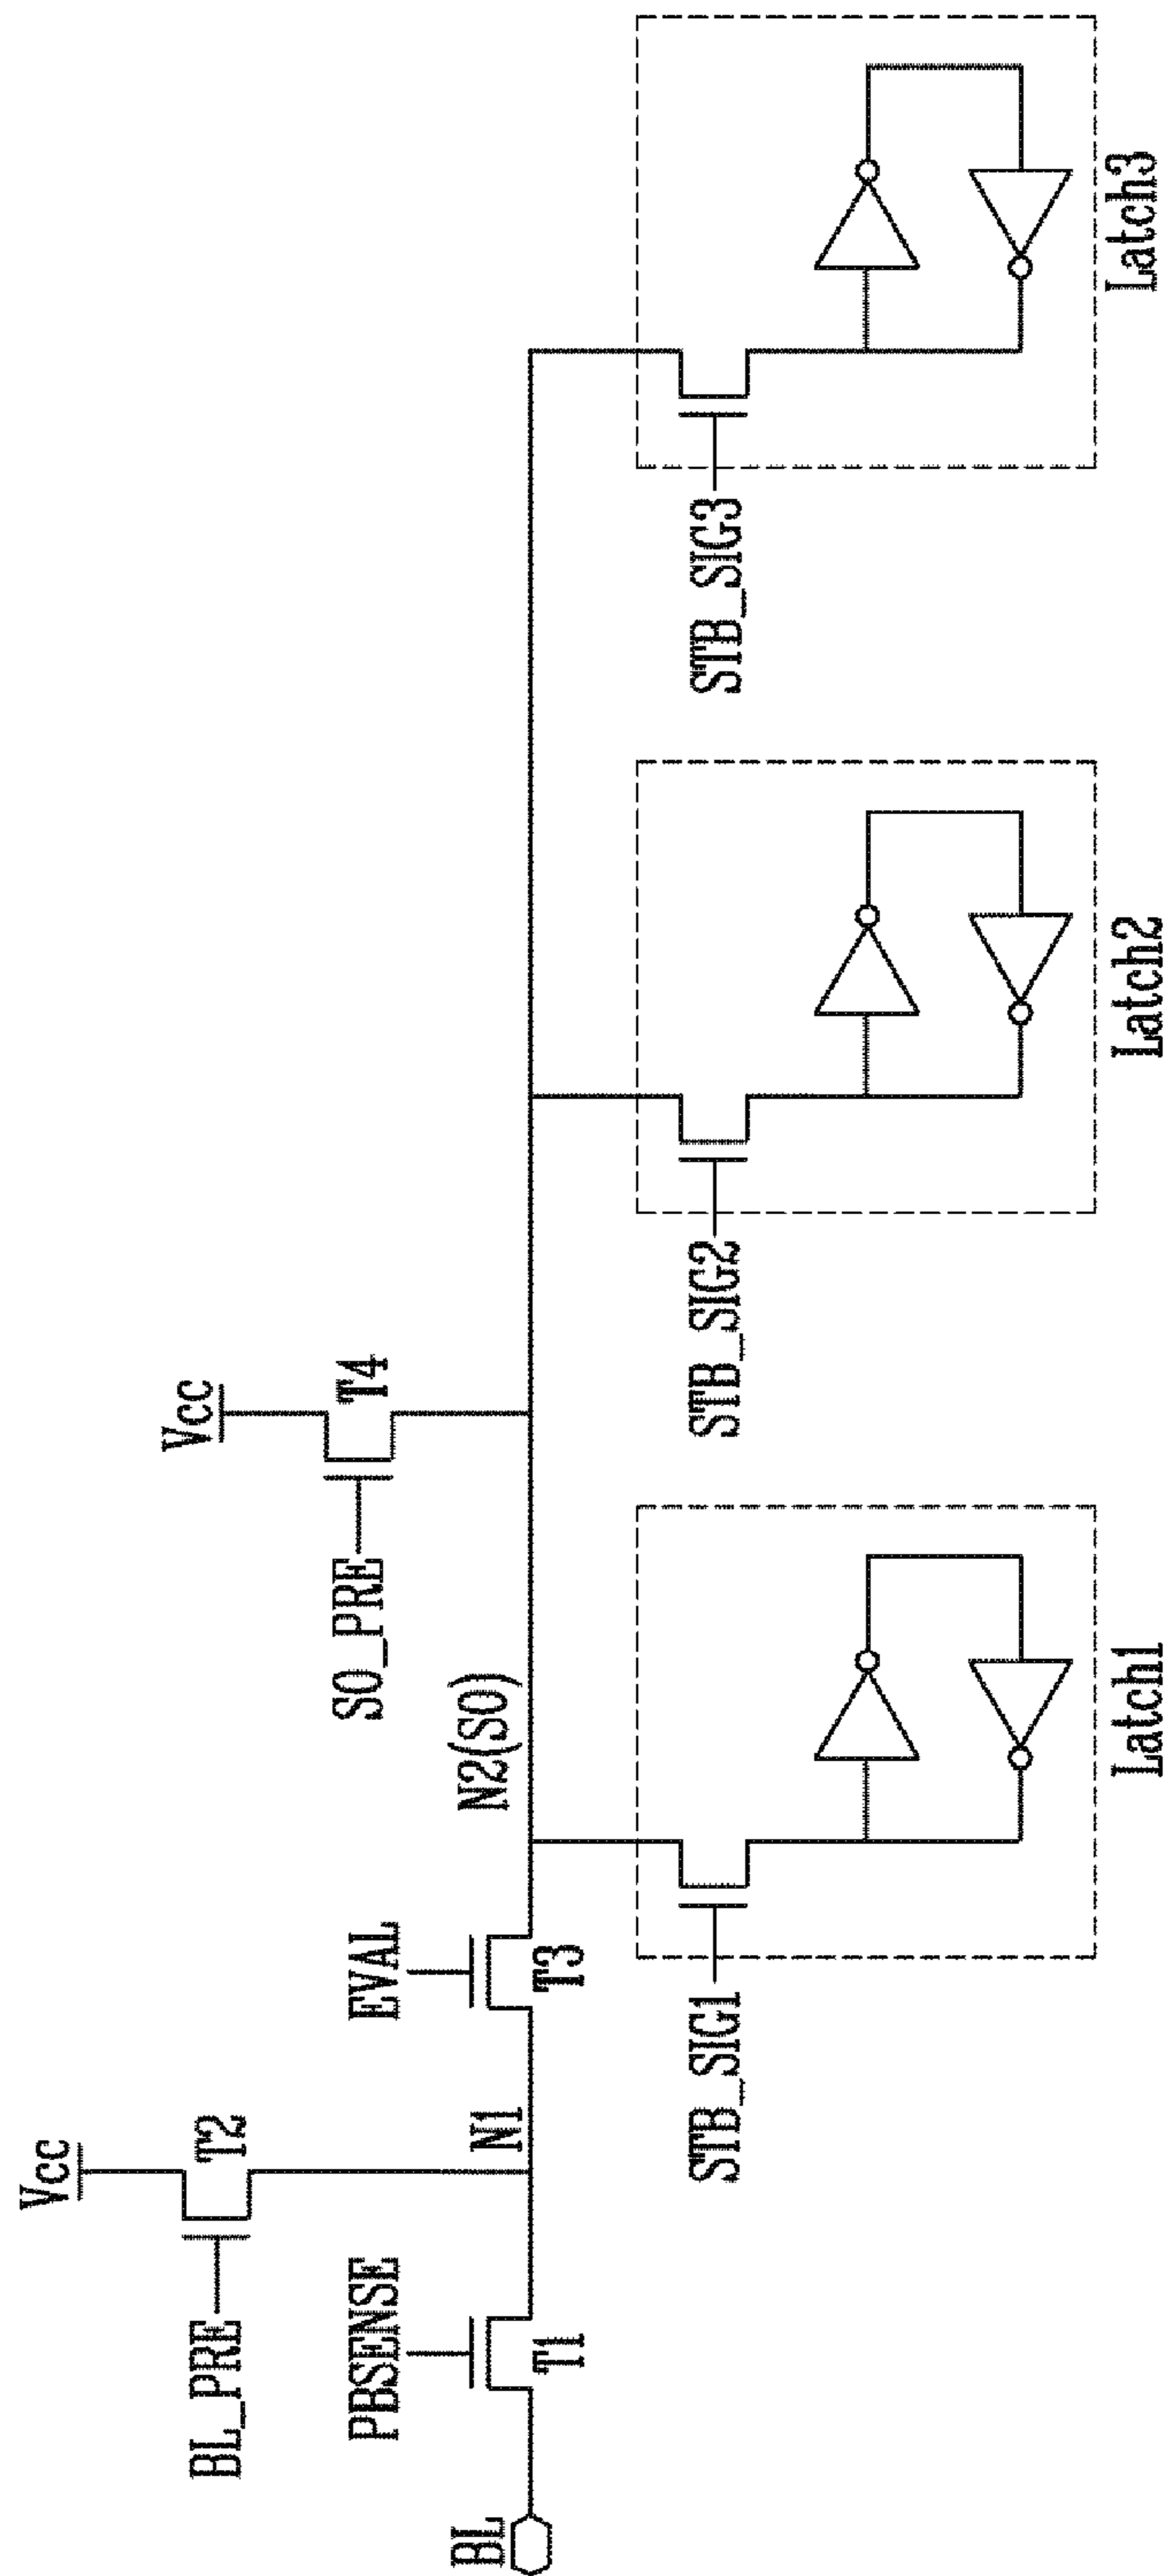 Vcc
BL_PRE
T2
Vcc
SO_PRE
T4
PBSENSE
EVAL
BL
T1
N1
T3
N2(SO)
STB_SIG1
STB_SIG2
STB_SIG3
Latch1
Latch2
Latch3